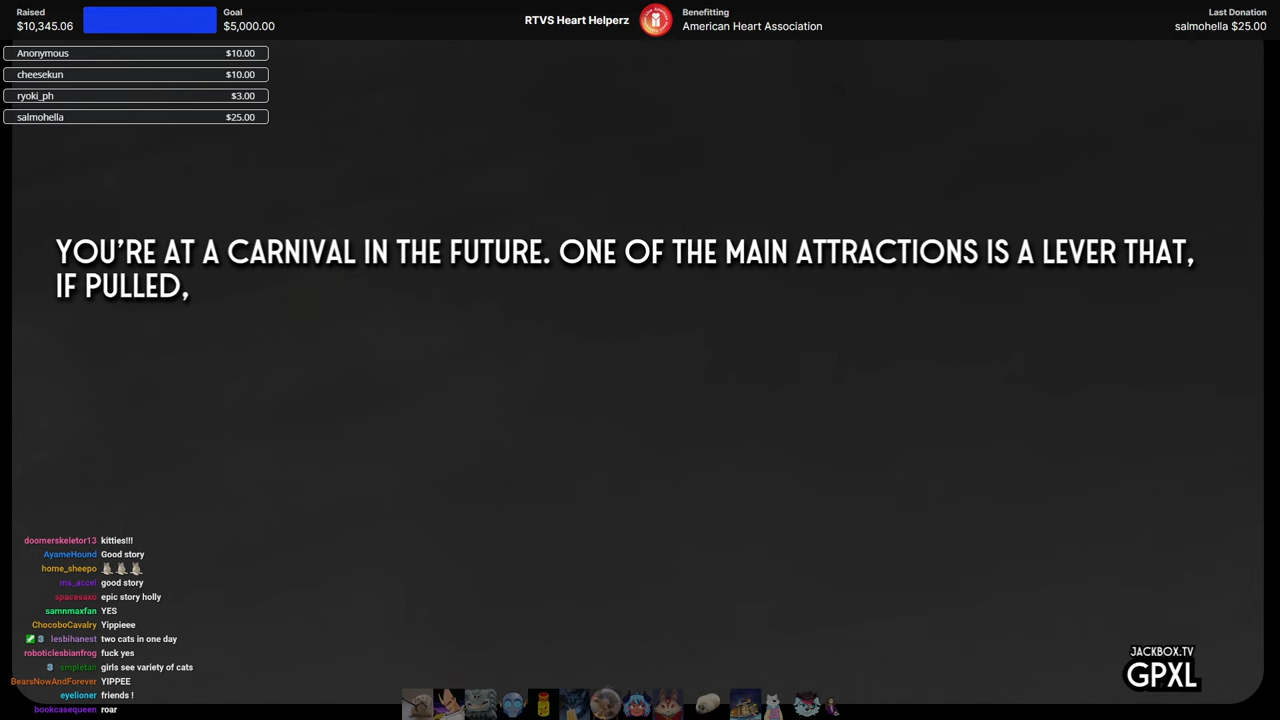 Raised
$10,345.06
Goal
$5,000.00
RTVS Heart Helperz
Benefitting
American Heart Association
Last Donation
salmohella $25.00
Anonymous $10.00
cheesekun $10.00
ryoki_ph $3.00
salmohella $25.00
YOU'RE AT A CARNIVAL IN THE FUTURE. ONE OF THE MAIN ATTRACTIONS IS A LEVER THAT,
IF PULLED,
doomerskeletor13 kitties!!!
AyameHound Good story
home_sheepo
ms_accel good story
spacesaxo epic story holly
samnmaxfan YES
ChocoboCavalry Yippieee
lesbihanest two cats in one day
roboticlesbianfrog fuck yes
smpletan girls see variety of cats
BearsNowAndForever YIPPEE
eyelioner friends !
bookcasequeen roar
JACKBOX.TV
GPXL